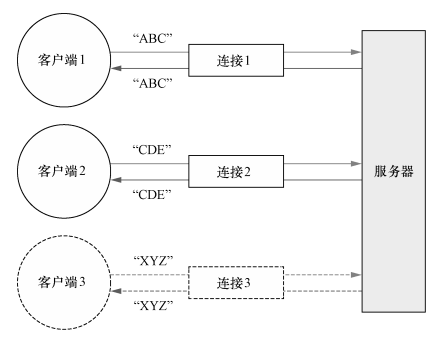 “ABC”
客户端1
连接1
“ABC”
“CDE”
客户端2
连接2
服务器
“CDE”
“XYZ”
客户端3
连接3
“XYZ”